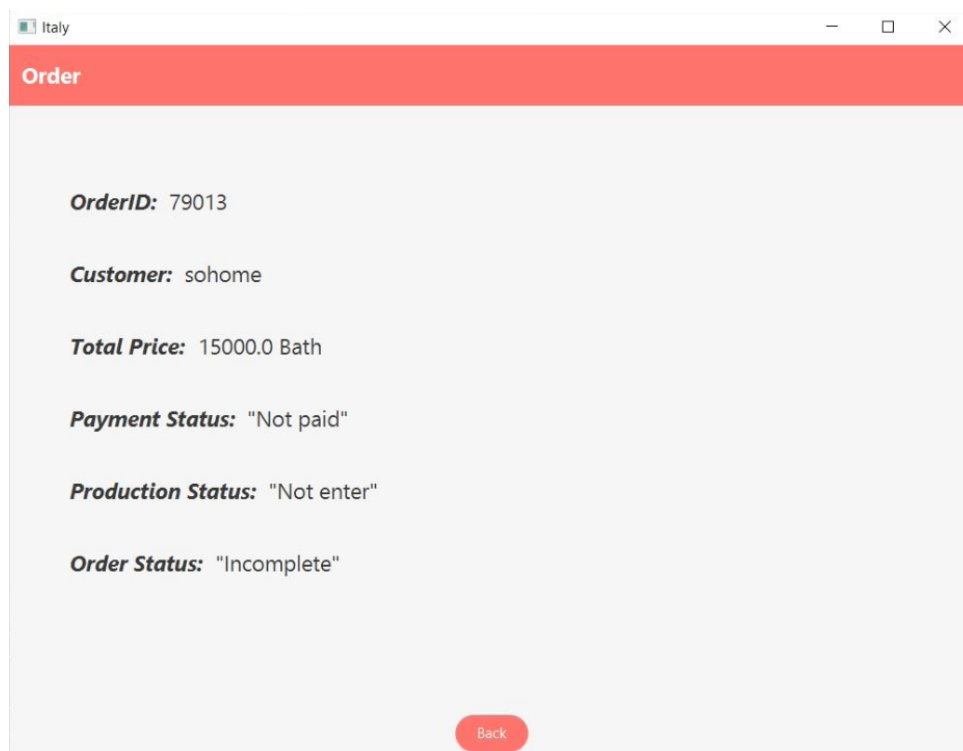 Italy
Order
OrderID: 79013
Customer: sohome
Total Price: 15000.0 Bath
Payment Status: "Not paid"
Production Status: "Not enter"
Order Status: "Incomplete"
Back